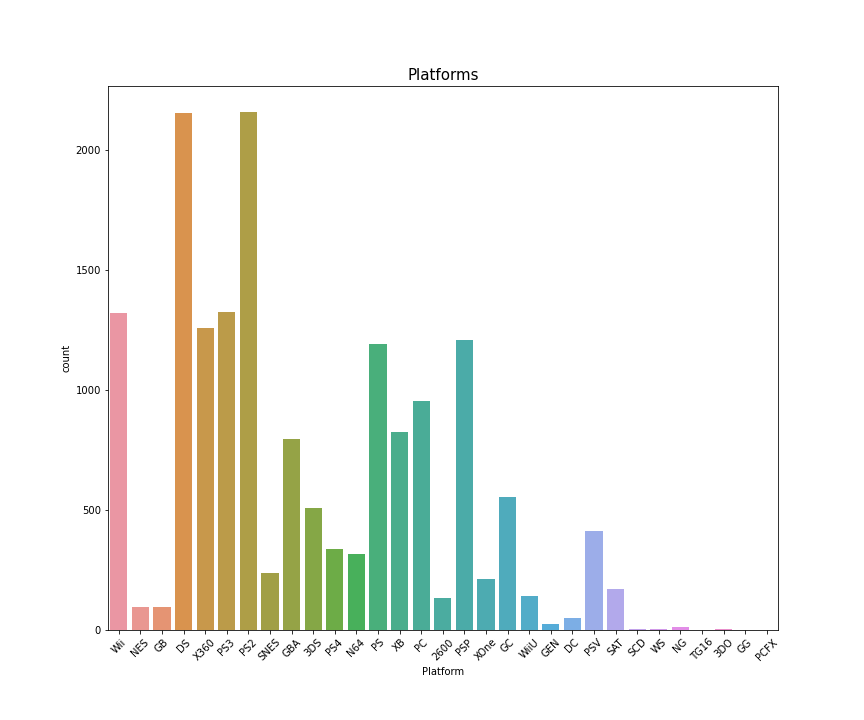 Platforms
2000
1500
1000
500
0
count
Wii NES GB DS X360 PS3 PS2 SNES GBA 3DS PS4 N64 PS XB PC 2600 PSP XOne GC WiiU GEN DC PSV SAT SCD WS NG TG16 3DO GG PCFX
Platform